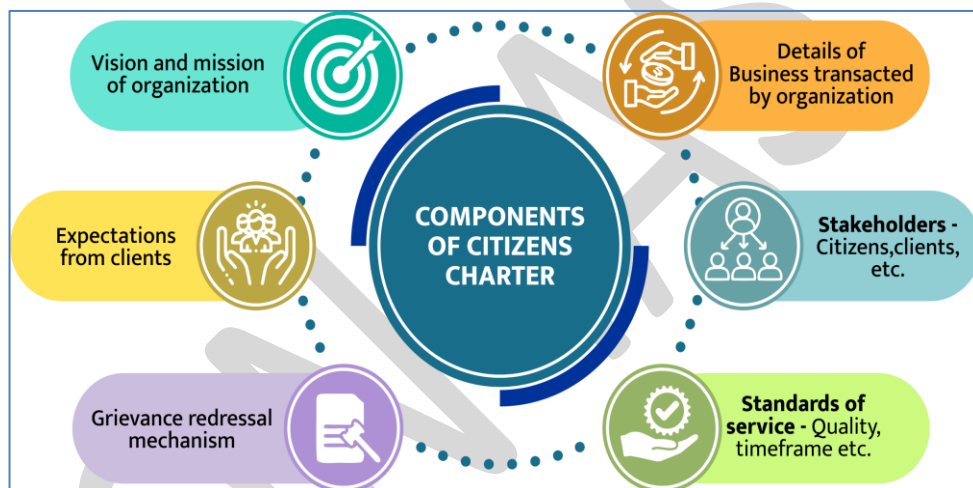 Vision and mission
of organization
Details of
Business transacted
by organization
Expectations
from clients
COMPONENTS
OF CITIZENS
CHARTER
Stakeholders -
Citizens,clients,
etc.
Grievance redressal
mechanism
Standards of
service - Quality,
timeframe etc.